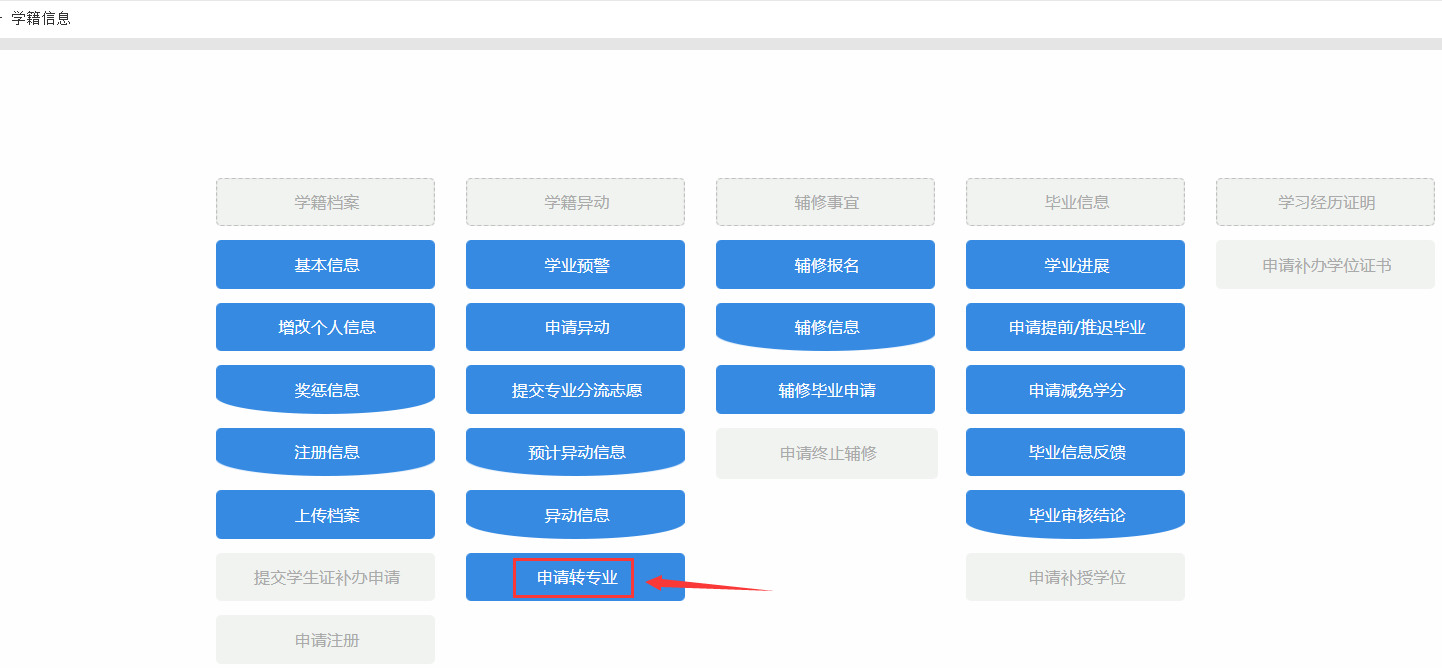 学籍信息
学籍档案
学籍异动
辅修事宜
毕业信息
学习经历证明
基本信息
学业预警
辅修报名
学业进展
申请补办学位证书
增改个人信息
申请异动
辅修信息
申请提前/推迟毕业
奖惩信息
提交专业分流志愿
辅修毕业申请
申请减免学分
注册信息
预计异动信息
申请终止辅修
毕业信息反馈
上传档案
异动信息
毕业审核结论
提交学生证补办申请
申请转专业
申请补授学位
申请注册